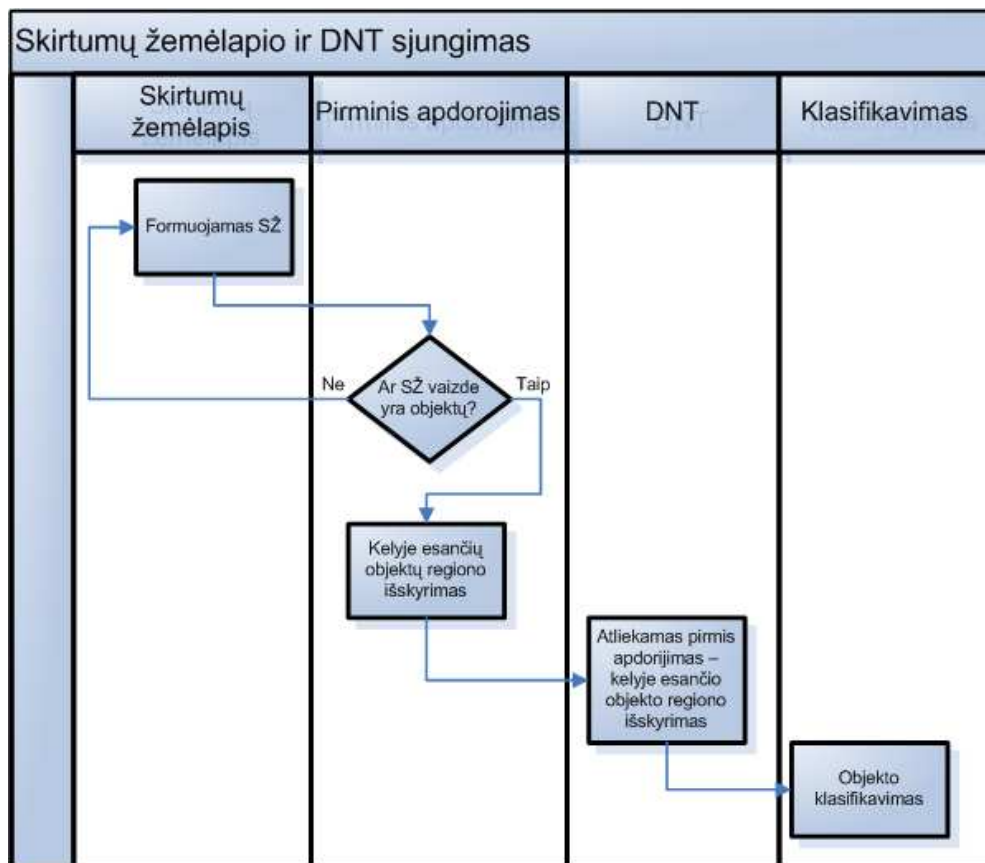 Skirtumų žemėlapio ir DNT sjungimas
Skirtumų
žemėlapis
Pirminis apdorojimas
DNT
Klasifikavimas
Formuojamas SŽ
Ne
Ar SŽ vaizde
yra objektų?
Taip
Kelyje esančių
objektų regiono
išskyrimas
Atliekamas pirmis
apdorijimas –
kelyje esančio
objekto regiono
išskyrimas
Objekto
klasifikavimas